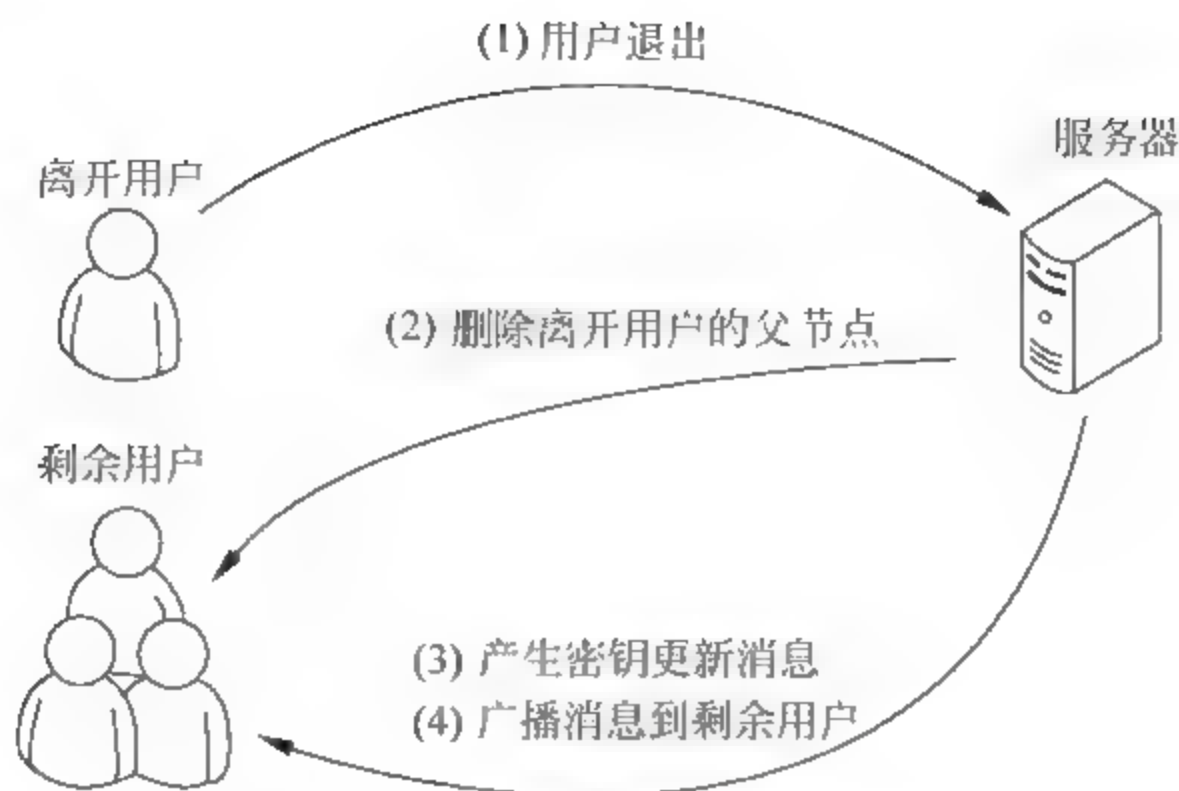 (1) 用户退出
服务器
离开用户
(2) 删除离开用户的父节点
剩余用户
(3) 产生密钥更新消息
(4) 广播消息到剩余用户